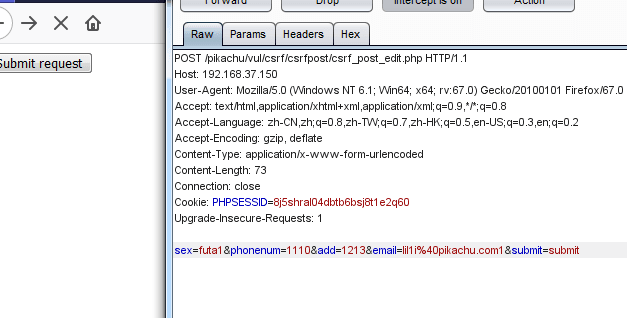 Forward Drop Intercept is on Action
Raw Params Headers Hex
Submit request
POST /pikachu/vul/csrf/csrfpost/csrf_post_edit.php HTTP/1.1
Host: 192.168.37.150
User-Agent: Mozilla/5.0 (Windows NT 6.1; Win64; x64; rv:67.0) Gecko/20100101 Firefox/67.0
Accept: text/html,application/xhtml+xml,application/xml;q=0.9,*/*;q=0.8
Accept-Language: zh-CN,zh;q=0.8,zh-TW;q=0.7,zh-HK;q=0.5,en-US;q=0.3,en;q=0.2
Accept-Encoding: gzip, deflate
Content-Type: application/x-www-form-urlencoded
Content-Length: 73
Connection: close
Cookie: PHPSESSID=8j5shral04dbtb6bsj8t1e2q60
Upgrade-Insecure-Requests: 1
sex=futa1&phonenum=1110&add=1213&email=lil1i%40pikachu.com1&submit=submit